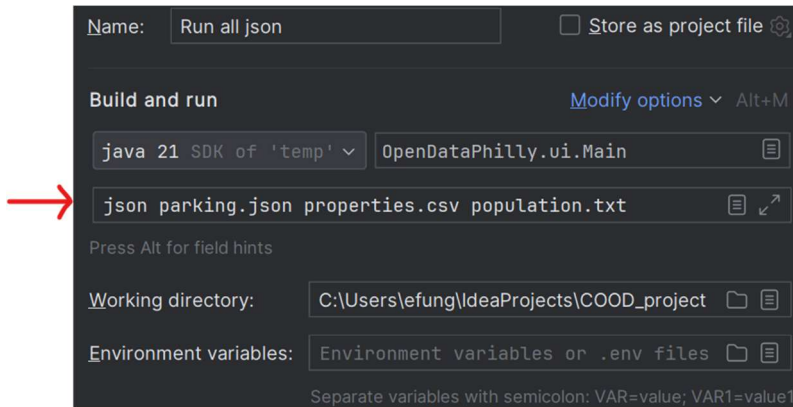 Name: Run all json Store as project file
Build and run Modify options Alt+M
java 21 SDK of 'temp' OpenDataPhilly.ui.Main
json parking.json properties.csv population.txt
Press Alt for field hints
Working directory: C:\Users\efung\IdeaProjects\COOD_project
Environment variables: Environment variables or .env files
Separate variables with semicolon: VAR=value; VAR1=value1